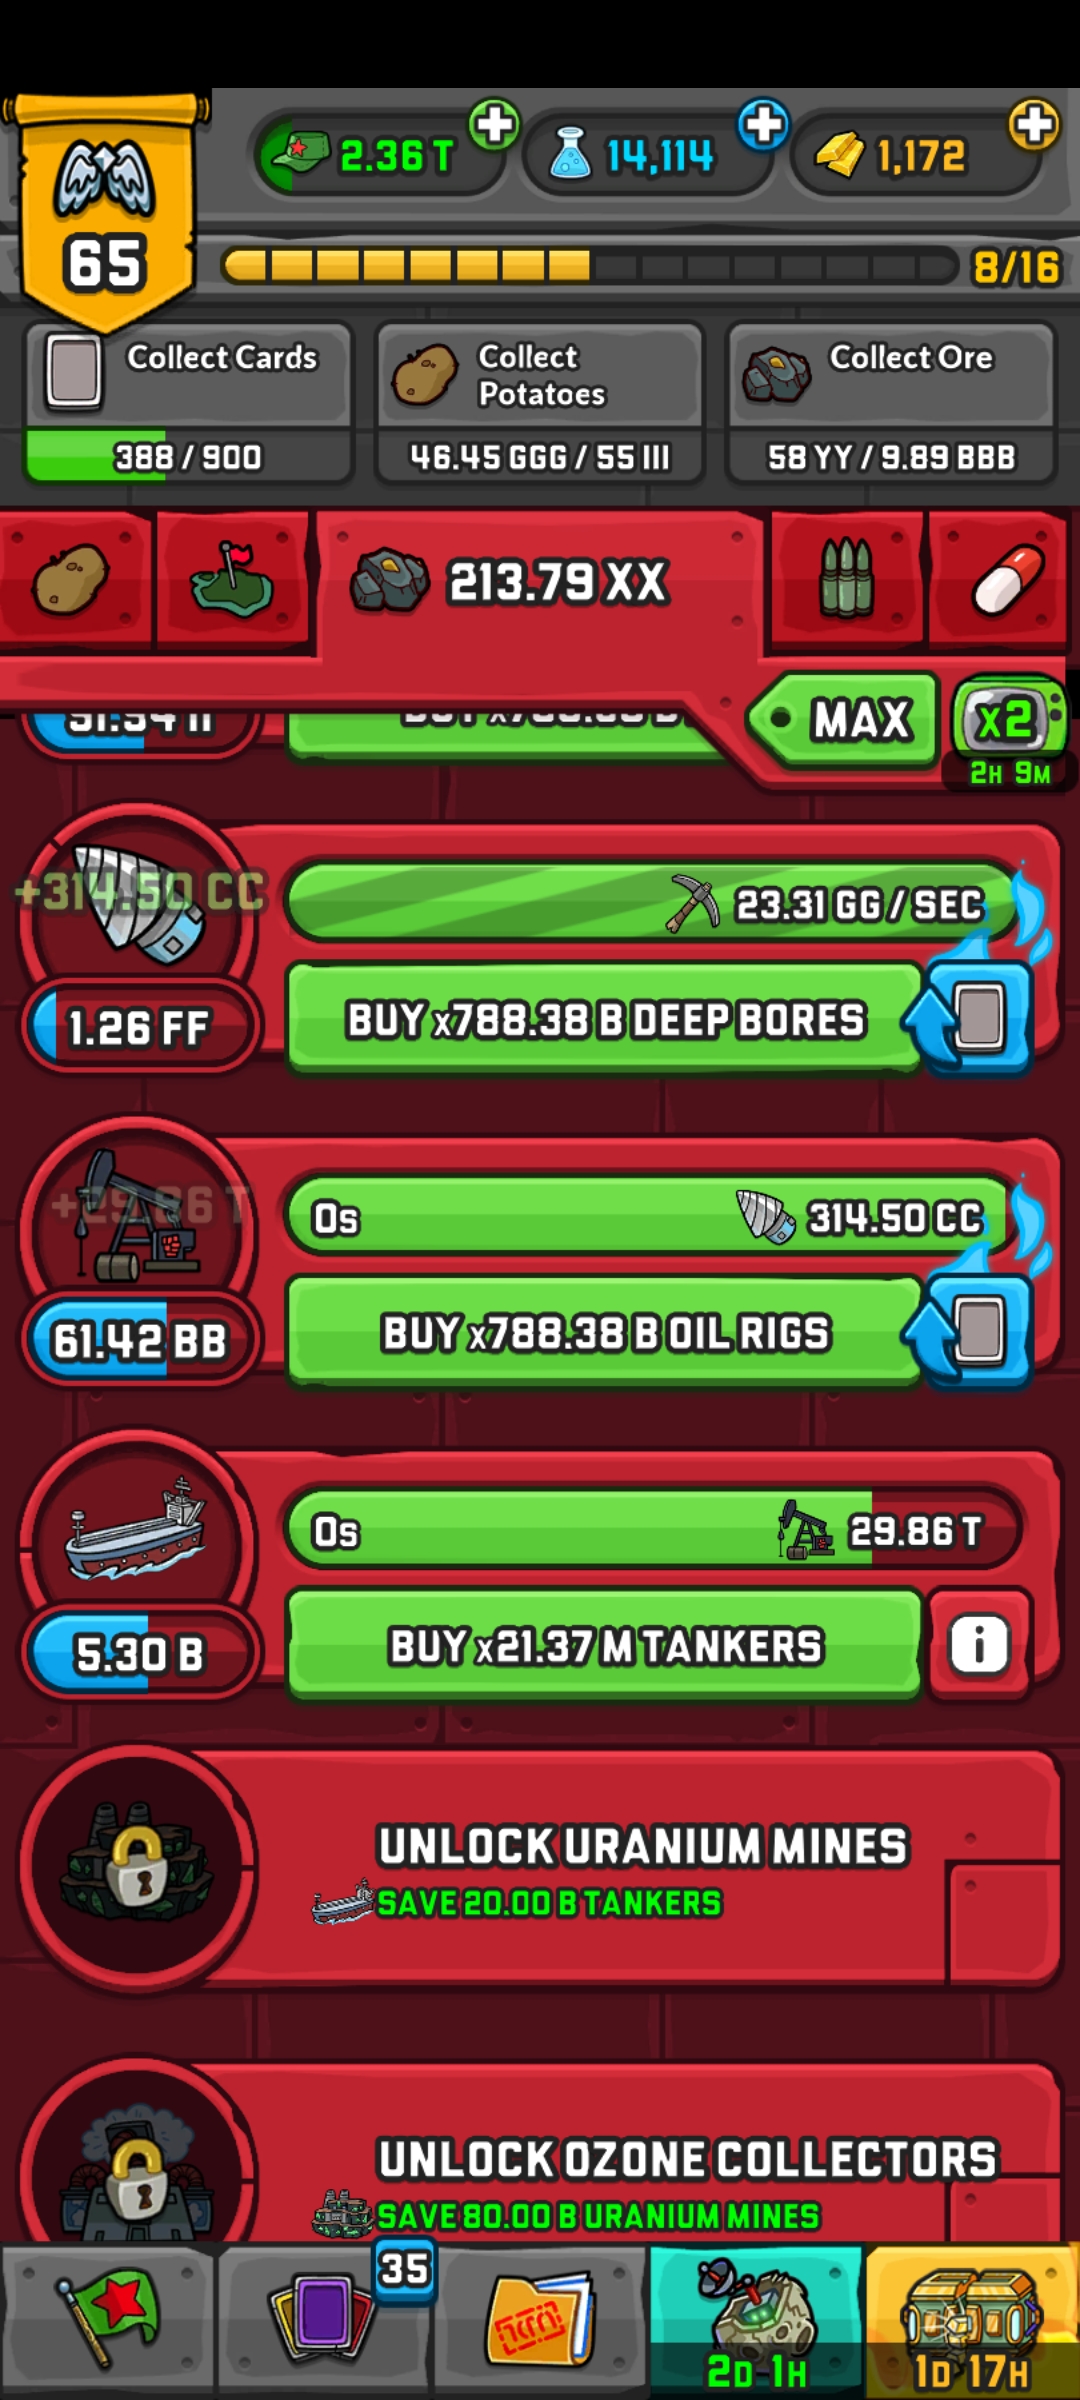 2.36 T
14,114
1,172
65
8/16
Collect Cards
388 / 900
Collect
Potatoes
46.45 GGG / 55 III
Collect Ore
58 YY / 9.89 BBB
213.79 XX
MAX
x2
2H 9M
+314.50 CC
23.31 GG / SEC
1.26 FF
BUY x788.38 B DEEP BORES
+29.86 T
0s
314.50 CC
61.42 BB
BUY x788.38 B OIL RIGS
0s
29.86 T
5.30 B
BUY x21.37 M TANKERS
i
UNLOCK URANIUM MINES
SAVE 20.00 B TANKERS
UNLOCK OZONE COLLECTORS
SAVE 80.00 B URANIUM MINES
35
2D 1H
1D 17H